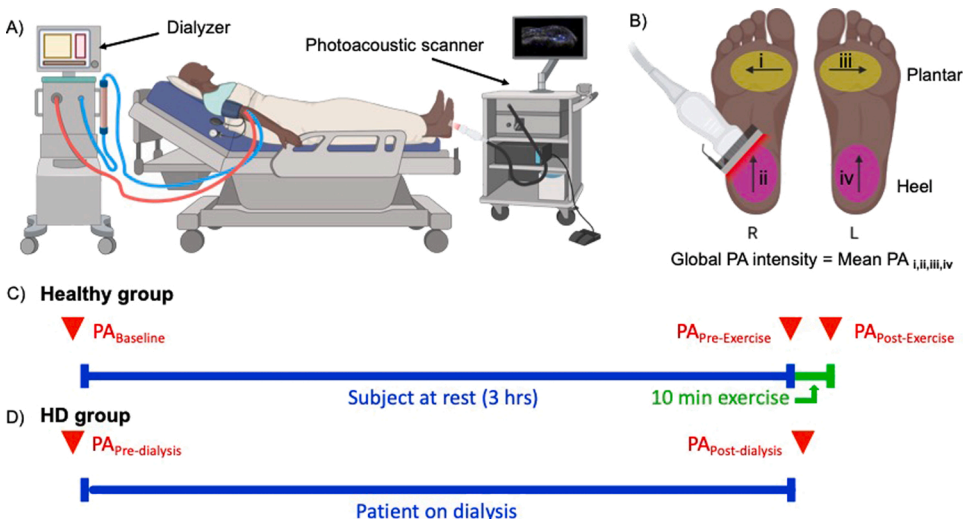 A)
Dialyzer
Photoacoustic scanner
B)
i
iii
Plantar
ii
iv
Heel
R
L
Global PA intensity = Mean PA i,ii,iii,iv
C) Healthy group
PABaseline
PAPre-Exercise
PAPost-Exercise
Subject at rest (3 hrs)
10 min exercise
D) HD group
PAPre-dialysis
PAPost-dialysis
Patient on dialysis